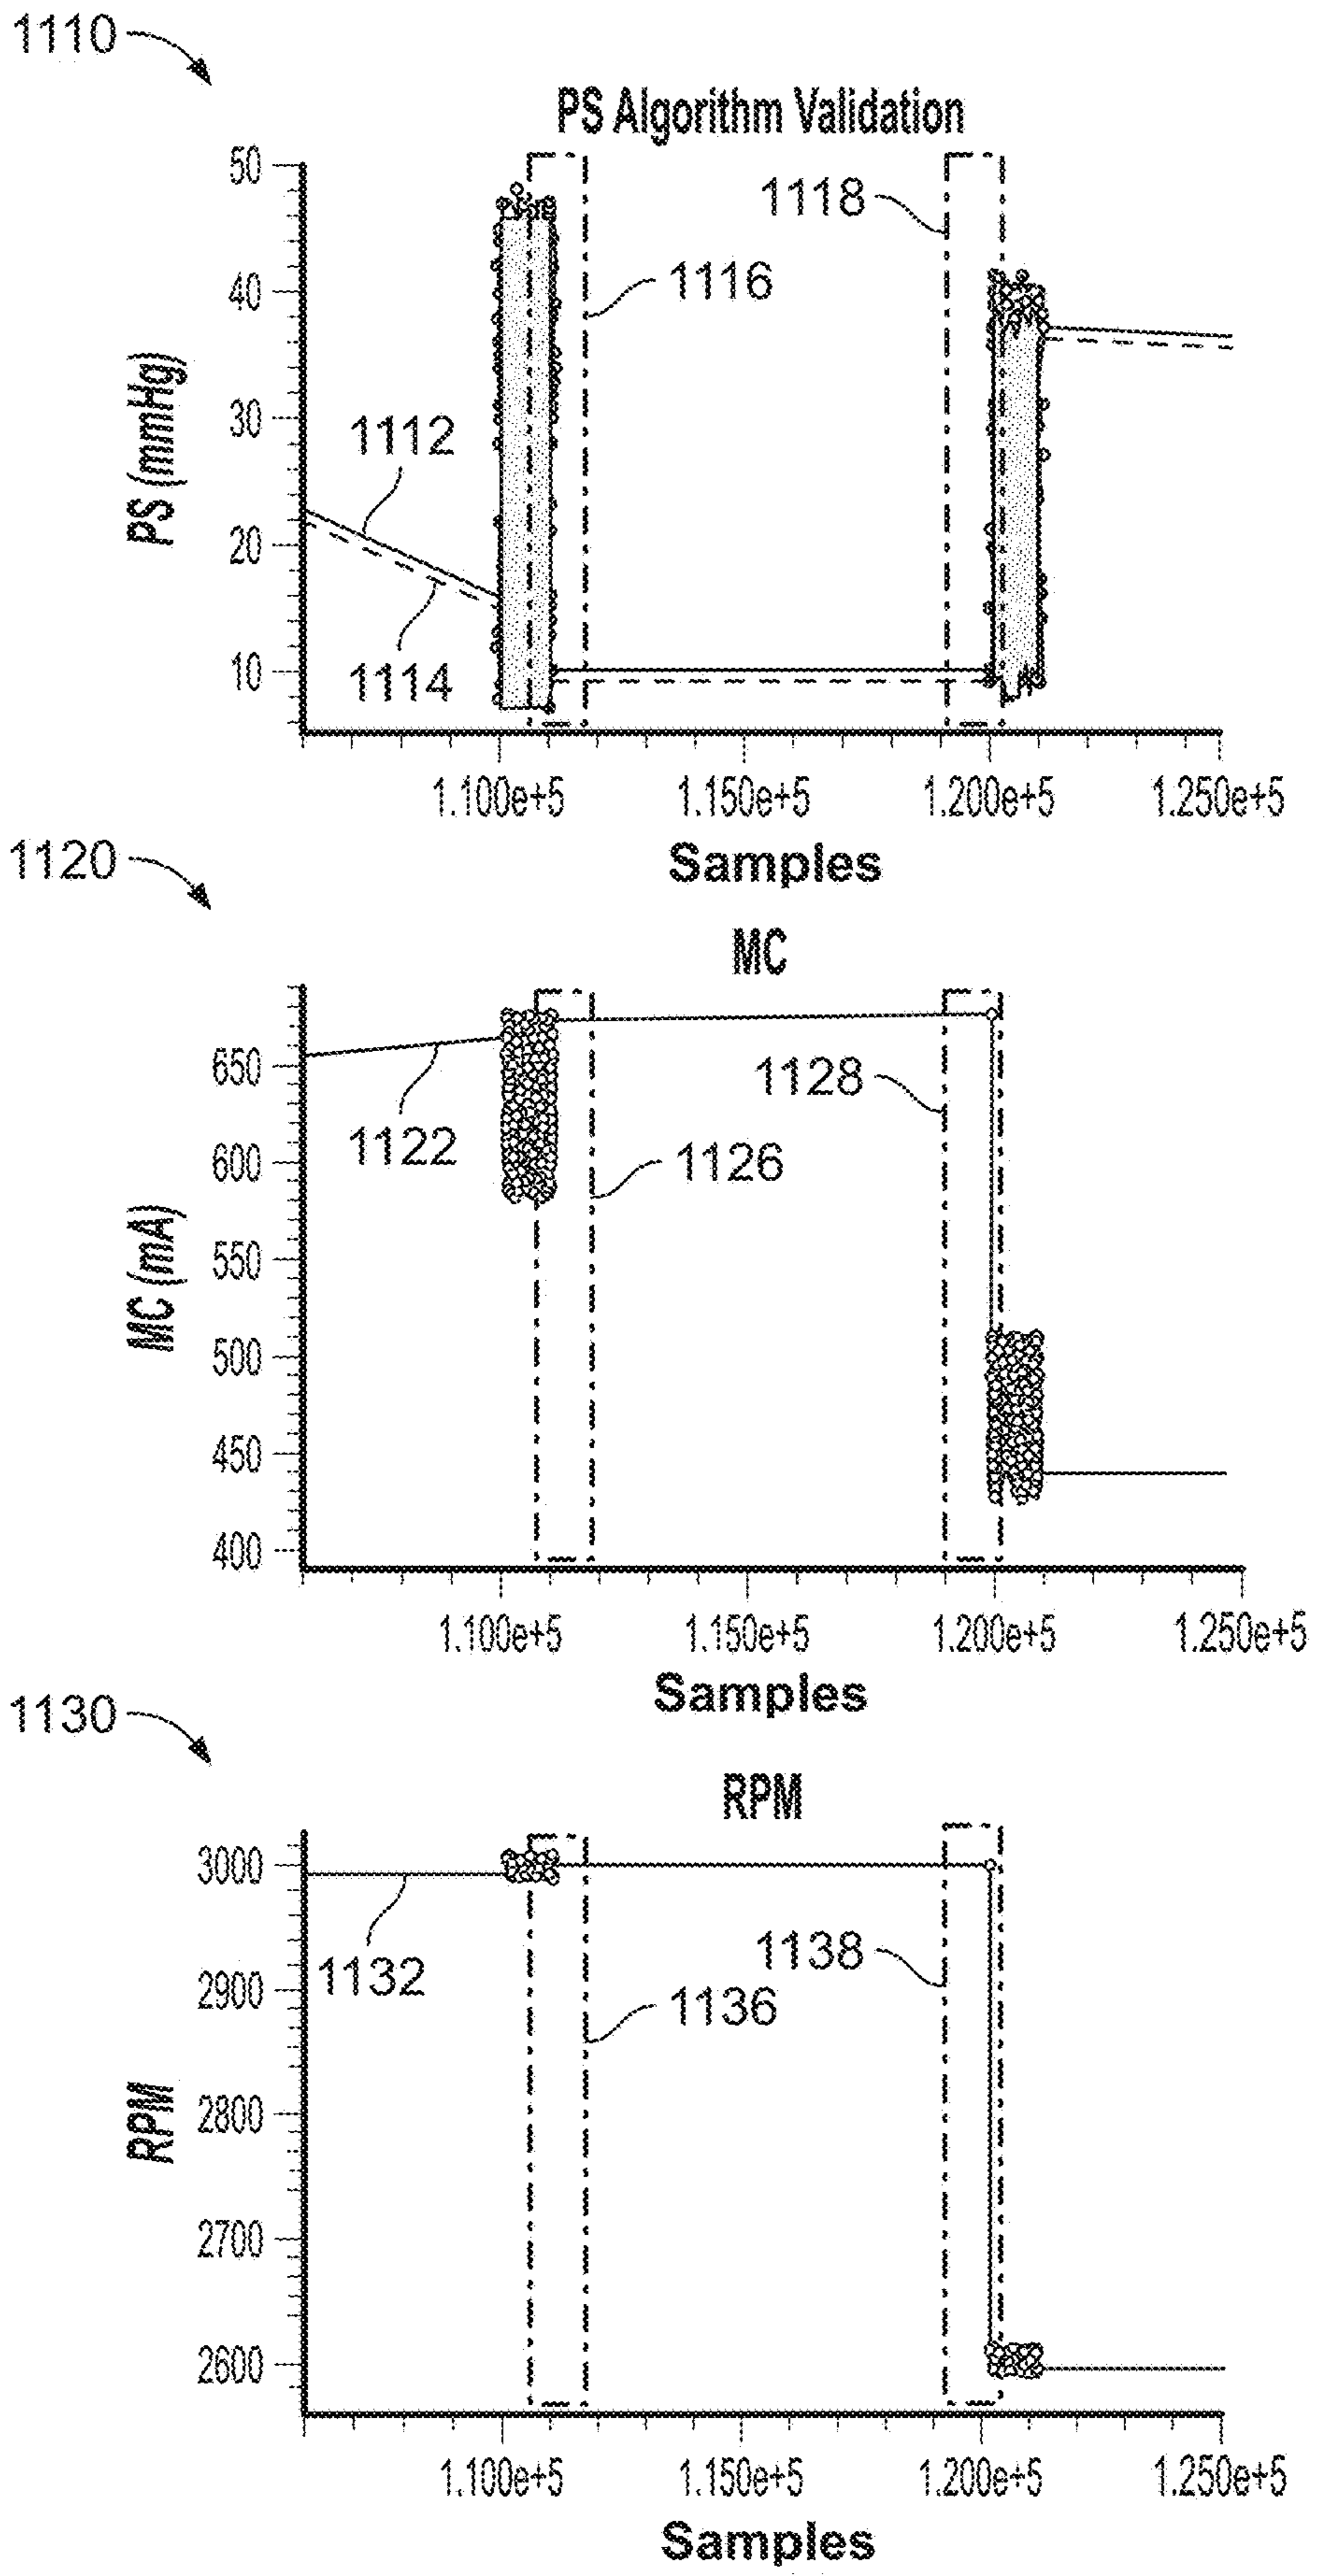 1110
PS Algorithm Validation
50
1118
1116
40
PS (mmHg)
30
1112
20
1114
10
1.100e+5 1.150e+5 1.200e+5 1.250e+5
Samples
1120
MC
650
1128
1122
600
1126
MC (mA)
550
500
450
400
1.100e+5 1.150e+5 1.200e+5 1.250e+5
Samples
1130
RPM
3000
1138
1132
2900
1136
RPM
2800
2700
2600
1.100e+5 1.150e+5 1.200e+5 1.250e+5
Samples